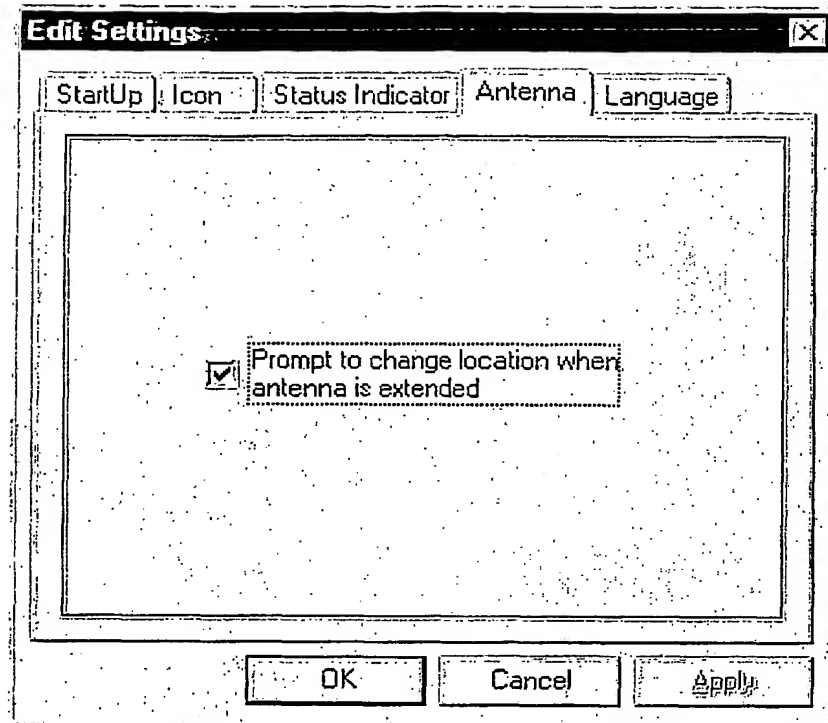 Edit Settings
StartUp Icon Status Indicator Antenna Language
Prompt to change location when
antenna is extended
OK Cancel Apply